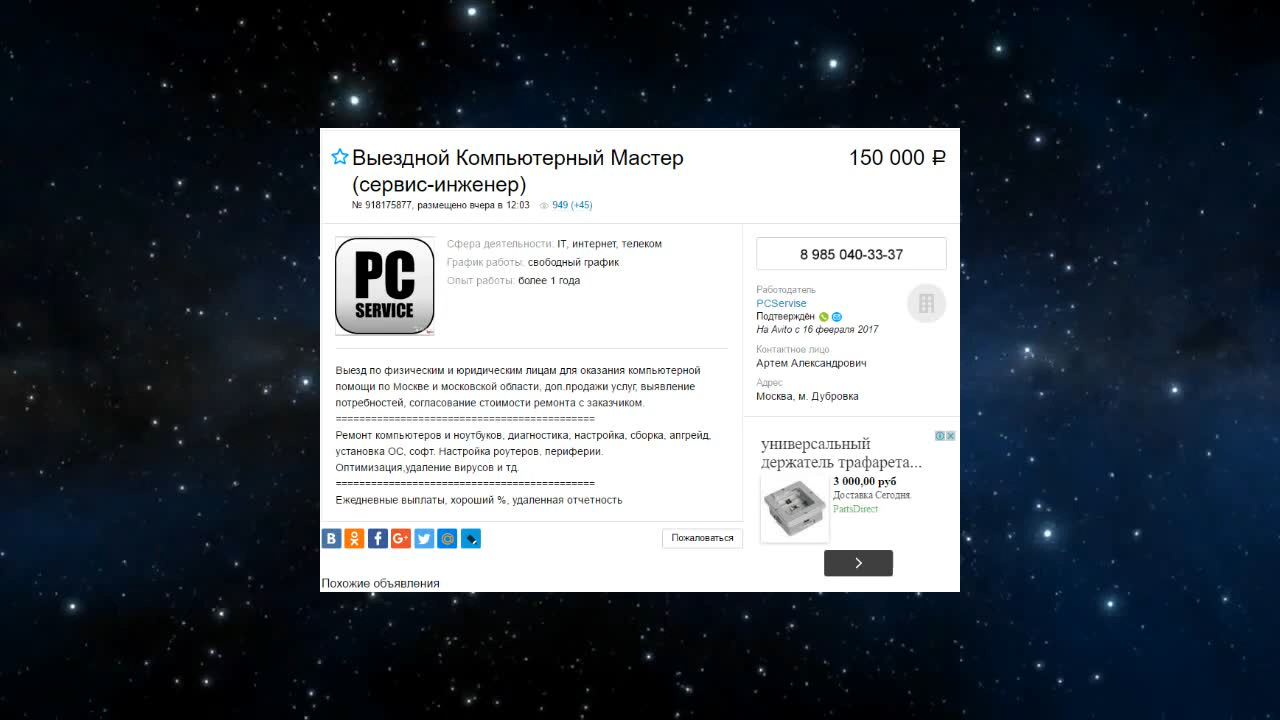 Выездной Компьютерный Мастер
(сервис-инженер)
150 000 ₽
№ 918175877, размещено вчера в 12:03 949 (+45)
PC
SERVICE
Сфера деятельности: IT, интернет, телеком
График работы: свободный график
Опыт работы: более 1 года
Выезд по физическим и юридическим лицам для оказания компьютерной
помощи по Москве и московской области, доп.продажи услуг, выявление
потребностей, согласование стоимости ремонта с заказчиком.
============================================
Ремонт компьютеров и ноутбуков, диагностика, настройка, сборка, апгрейд,
установка ОС, софт. Настройка роутеров, периферии.
Оптимизация,удаление вирусов и тд.
============================================
Ежедневные выплаты, хороший %, удаленная отчетность
Пожаловаться
Похожие объявления
8 985 040-33-37
Работодатель
PCServise
Подтверждён
На Avito с 16 февраля 2017
Контактное лицо
Артем Александрович
Адрес
Москва, м. Дубровка
универсальный
держатель трафарета...
3 000,00 руб
Доставка Сегодня.
PartsDirect